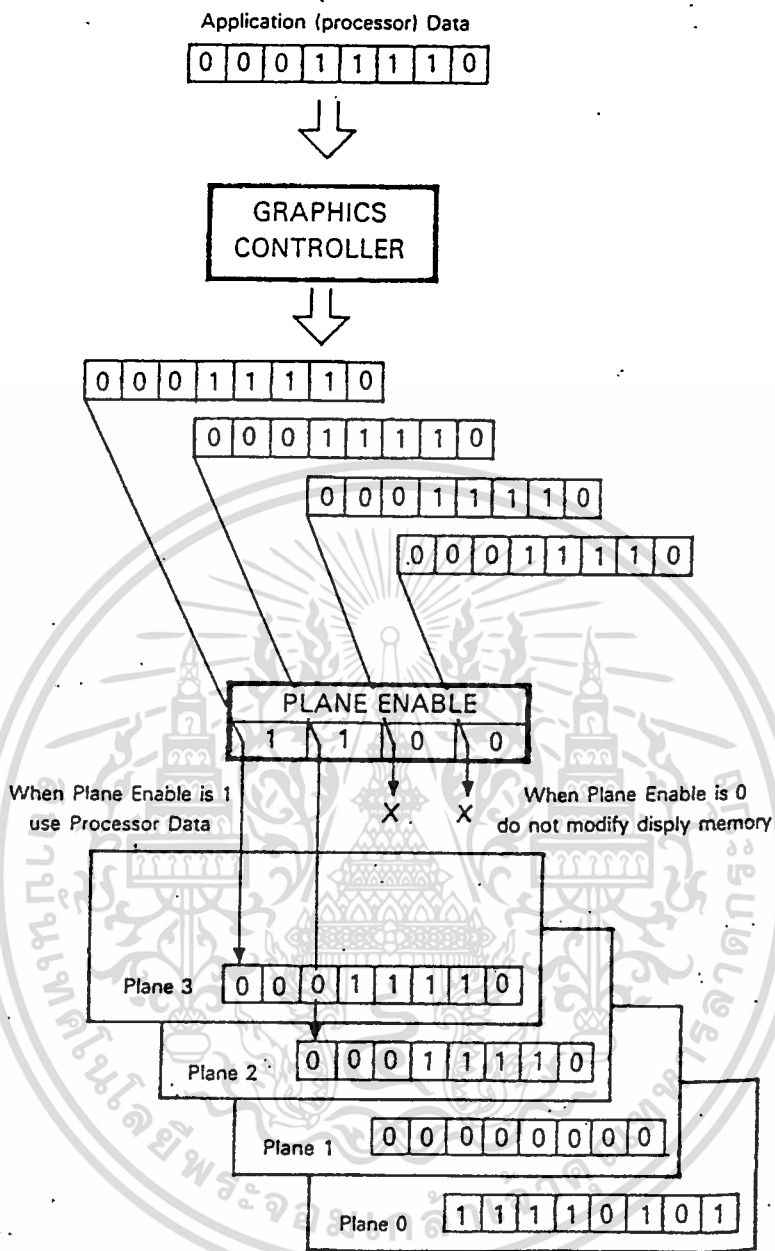 Application (processor) Data
0 0 0 1 1 1 1 0
GRAPHICS
CONTROLLER
0 0 0 1 1 1 1 0
0 0 0 1 1 1 1 0
0 0 0 1 1 1 1 0
0 0 0 1 1 1 1 0
PLANE ENABLE
1 1 0 0
When Plane Enable is 1
use Processor Data
X X
When Plane Enable is 0
do not modify disply memory
Plane 3 0 0 0 1 1 1 1 0
Plane 2 0 0 0 1 1 1 1 0
Plane 1 0 0 0 0 0 0 0 0
Plane 0 1 1 1 1 0 1 0 1